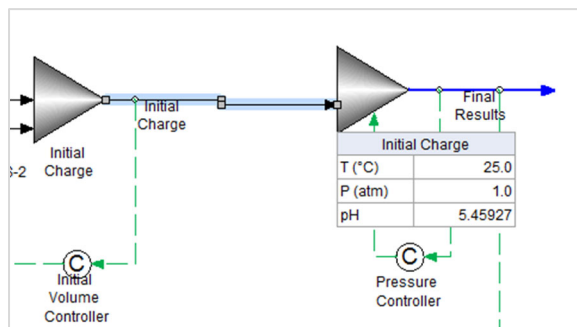 Initial
Charge
Final
Results
Initial
Charge
S-2
Initial Charge
T (°C) 25.0
P (atm) 1.0
pH 5.45927
C
Initial
Volume
Controller
C
Pressure
Controller